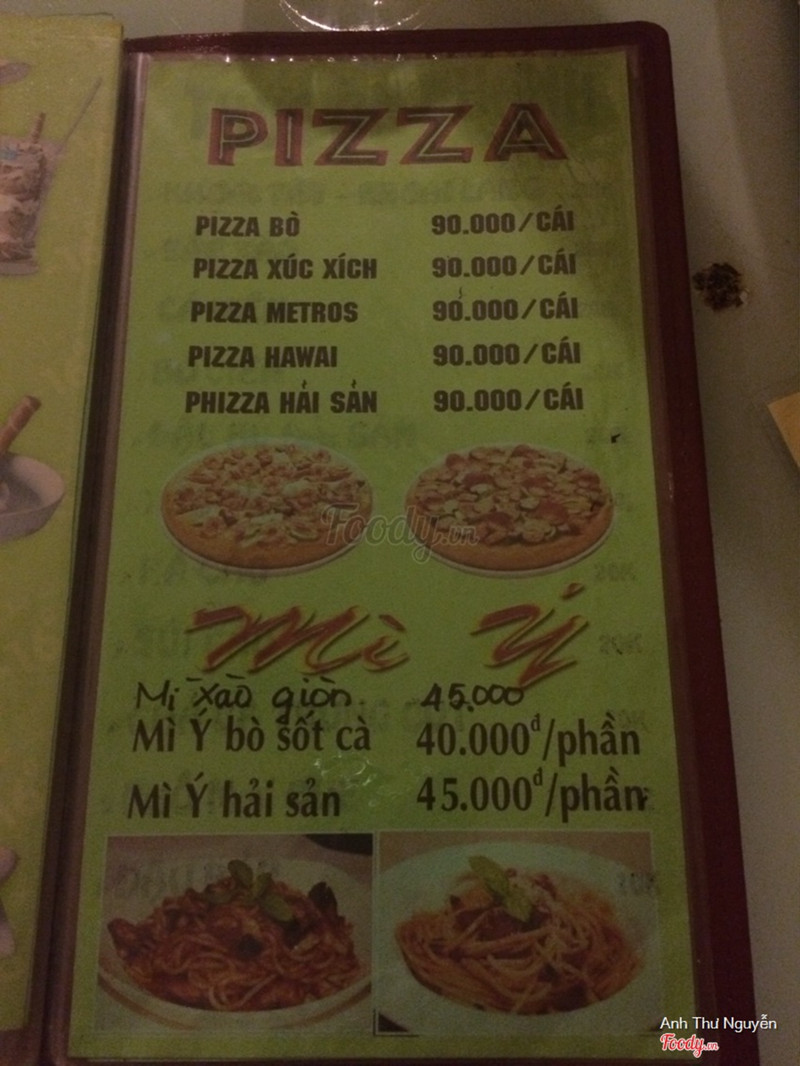 PIZZA
PIZZA BÒ 90.000/CÁI
PIZZA XÚC XÍCH 90.000/CÁI
PIZZA METROS 90.000/CÁI
PIZZA HAWAI 90.000/CÁI
PHIZZA HẢI SẢN 90.000/CÁI
Foody.vn
Mì Ý
Mì xào giòn 45.000
Mì Ý bò sốt cà 40.000đ/phần
Mì Ý hải sản 45.000đ/phần
Anh Thư Nguyễn
Foody.vn